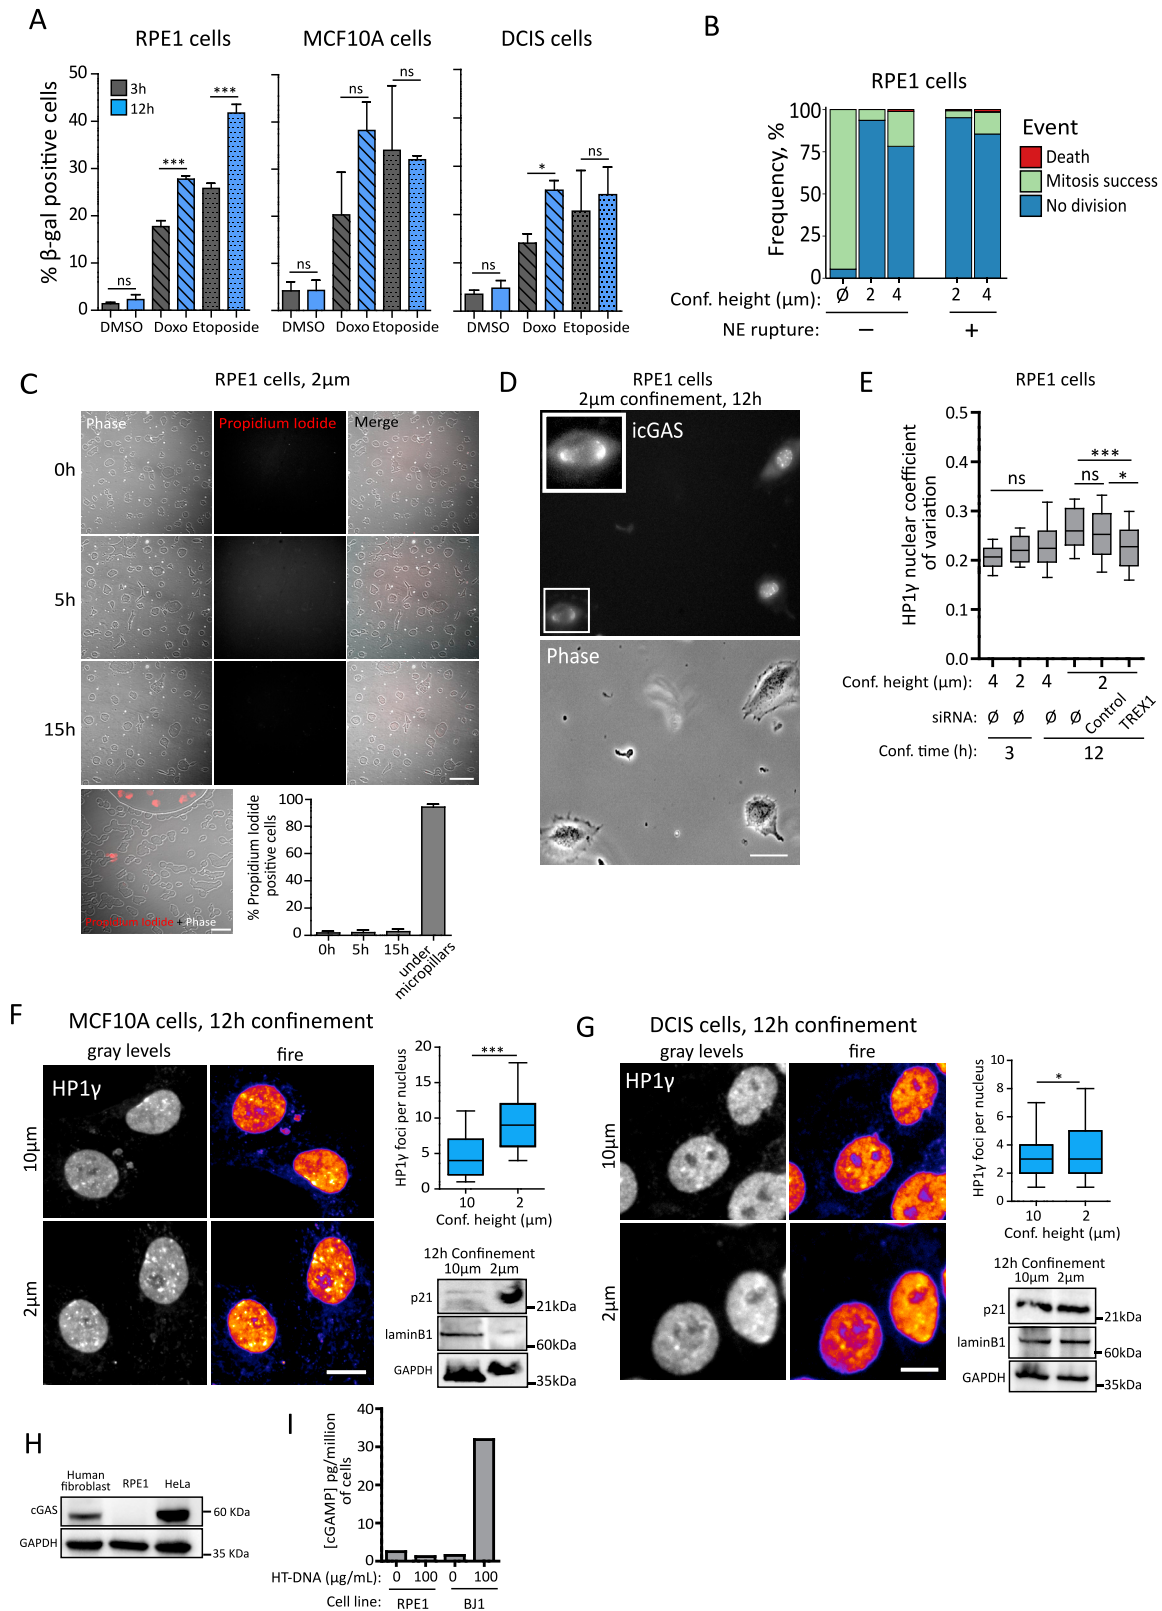 A
RPE1 cells
MCF10A cells
DCIS cells
% β-gal positive cells
50
40
30
20
10
0
3h
12h
ns
***
***
ns
ns
ns
ns
*
ns
DMSO
Doxo
Etoposide
DMSO
Doxo
Etoposide
DMSO
Doxo
Etoposide
B
RPE1 cells
Frequency, %
100
75
50
25
0
Event
Death
Mitosis success
No division
Conf. height (μm):
Ø
2
4
2
4
NE rupture:
−
+
C
RPE1 cells, 2μm
Phase
Propidium Iodide
Merge
0h
5h
15h
Propidium Iodide + Phase
% Propidium Iodide
positive cells
100
80
60
40
20
0
0h
5h
15h
under
micropillars
D
RPE1 cells
2μm confinement, 12h
icGAS
Phase
E
RPE1 cells
HP1γ nuclear coefficient
of variation
0.5
0.4
0.3
0.2
0.1
0.0
ns
***
ns
*
Conf. height (μm):
4
2
4
2
siRNA:
Ø
Ø
Ø
Ø
Control
TREX1
Conf. time (h):
3
12
F
MCF10A cells, 12h confinement
gray levels
fire
HP1γ
10μm
2μm
HP1γ foci per nucleus
20
15
10
5
0
***
10
2
Conf. height (μm)
12h Confinement
10μm
2μm
p21
21kDa
laminB1
60kDa
GAPDH
35kDa
G
DCIS cells, 12h confinement
gray levels
fire
HP1γ
10μm
2μm
HP1γ foci per nucleus
10
8
6
4
2
0
*
10
2
Conf. height (μm)
12h Confinement
10μm
2μm
p21
21kDa
laminB1
60kDa
GAPDH
35kDa
H
Human
fibroblast
RPE1
HeLa
cGAS
60 KDa
GAPDH
35 KDa
I
[cGAMP] pg/million
of cells
40
30
20
10
0
HT-DNA (μg/mL):
0
100
0
100
Cell line:
RPE1
BJ1